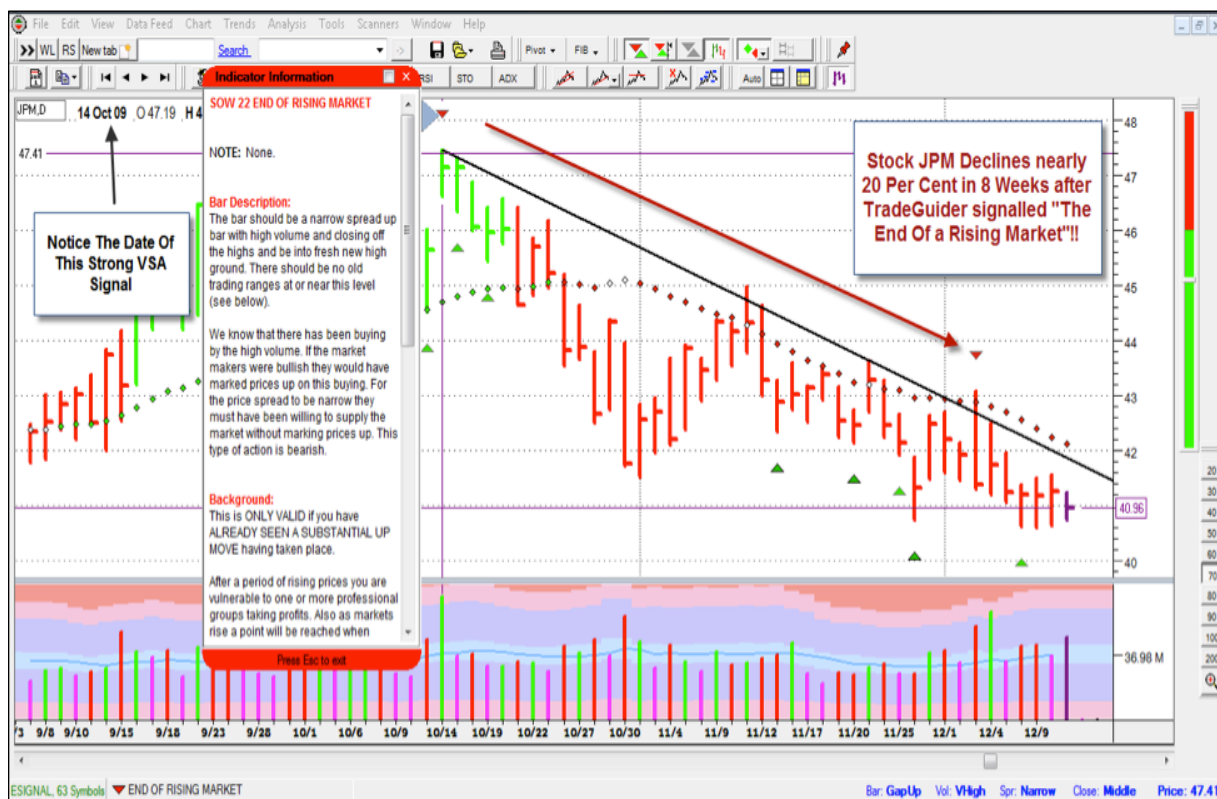 File Edit View Data Feed Chart Trends Analysis Tools Scanners Window Help
WL RS New tab Search Pivot FIB
RSI STO ADX Auto
Indicator Information
JPM,D 14 Oct 09 O 47.19 H 4
47.41
Notice The Date Of
This Strong VSA
Signal
SOW 22 END OF RISING MARKET
NOTE: None.
Bar Description:
The bar should be a narrow spread up
bar with high volume and closing off
the highs and be into fresh new high
ground. There should be no old
trading ranges at or near this level
(see below).
We know that there has been buying
by the high volume. If the market
makers were bullish they would have
marked prices up on this buying. For
the price spread to be narrow they
must have been willing to supply the
market without marking prices up. This
type of action is bearish.
Background:
This is ONLY VALID if you have
ALREADY SEEN A SUBSTANTIAL UP
MOVE having taken place.
After a period of rising prices you are
vulnerable to one or more professional
groups taking profits. Also as markets
rise a point will be reached when
Press Esc to exit
Stock JPM Declines nearly
20 Per Cent in 8 Weeks after
TradeGuider signalled "The
End Of a Rising Market"!!
48
47
46
45
44
43
42
40.96
40
36.98 M
20
30
40
50
60
70
80
90
100
200
/3 9/8 9/10 9/15 9/18 9/23 9/28 10/1 10/6 10/9 10/14 10/19 10/22 10/27 10/30 11/4 11/9 11/12 11/17 11/20 11/25 12/1 12/4 12/9
ESIGNAL, 63 Symbols END OF RISING MARKET Bar: GapUp Vol: VHigh Spr: Narrow Close: Middle Price: 47.41